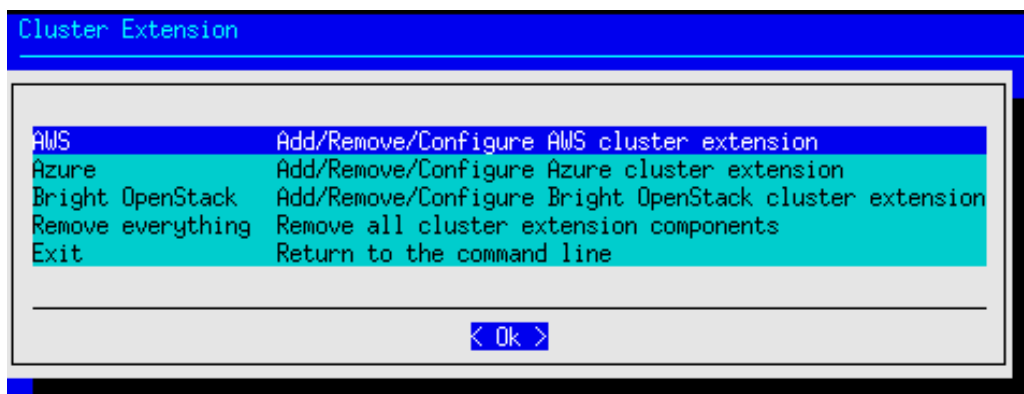 Cluster Extension
AWS Add/Remove/Configure AWS cluster extension
Azure Add/Remove/Configure Azure cluster extension
Bright OpenStack Add/Remove/Configure Bright OpenStack cluster extension
Remove everything Remove all cluster extension components
Exit Return to the command line
< Ok >